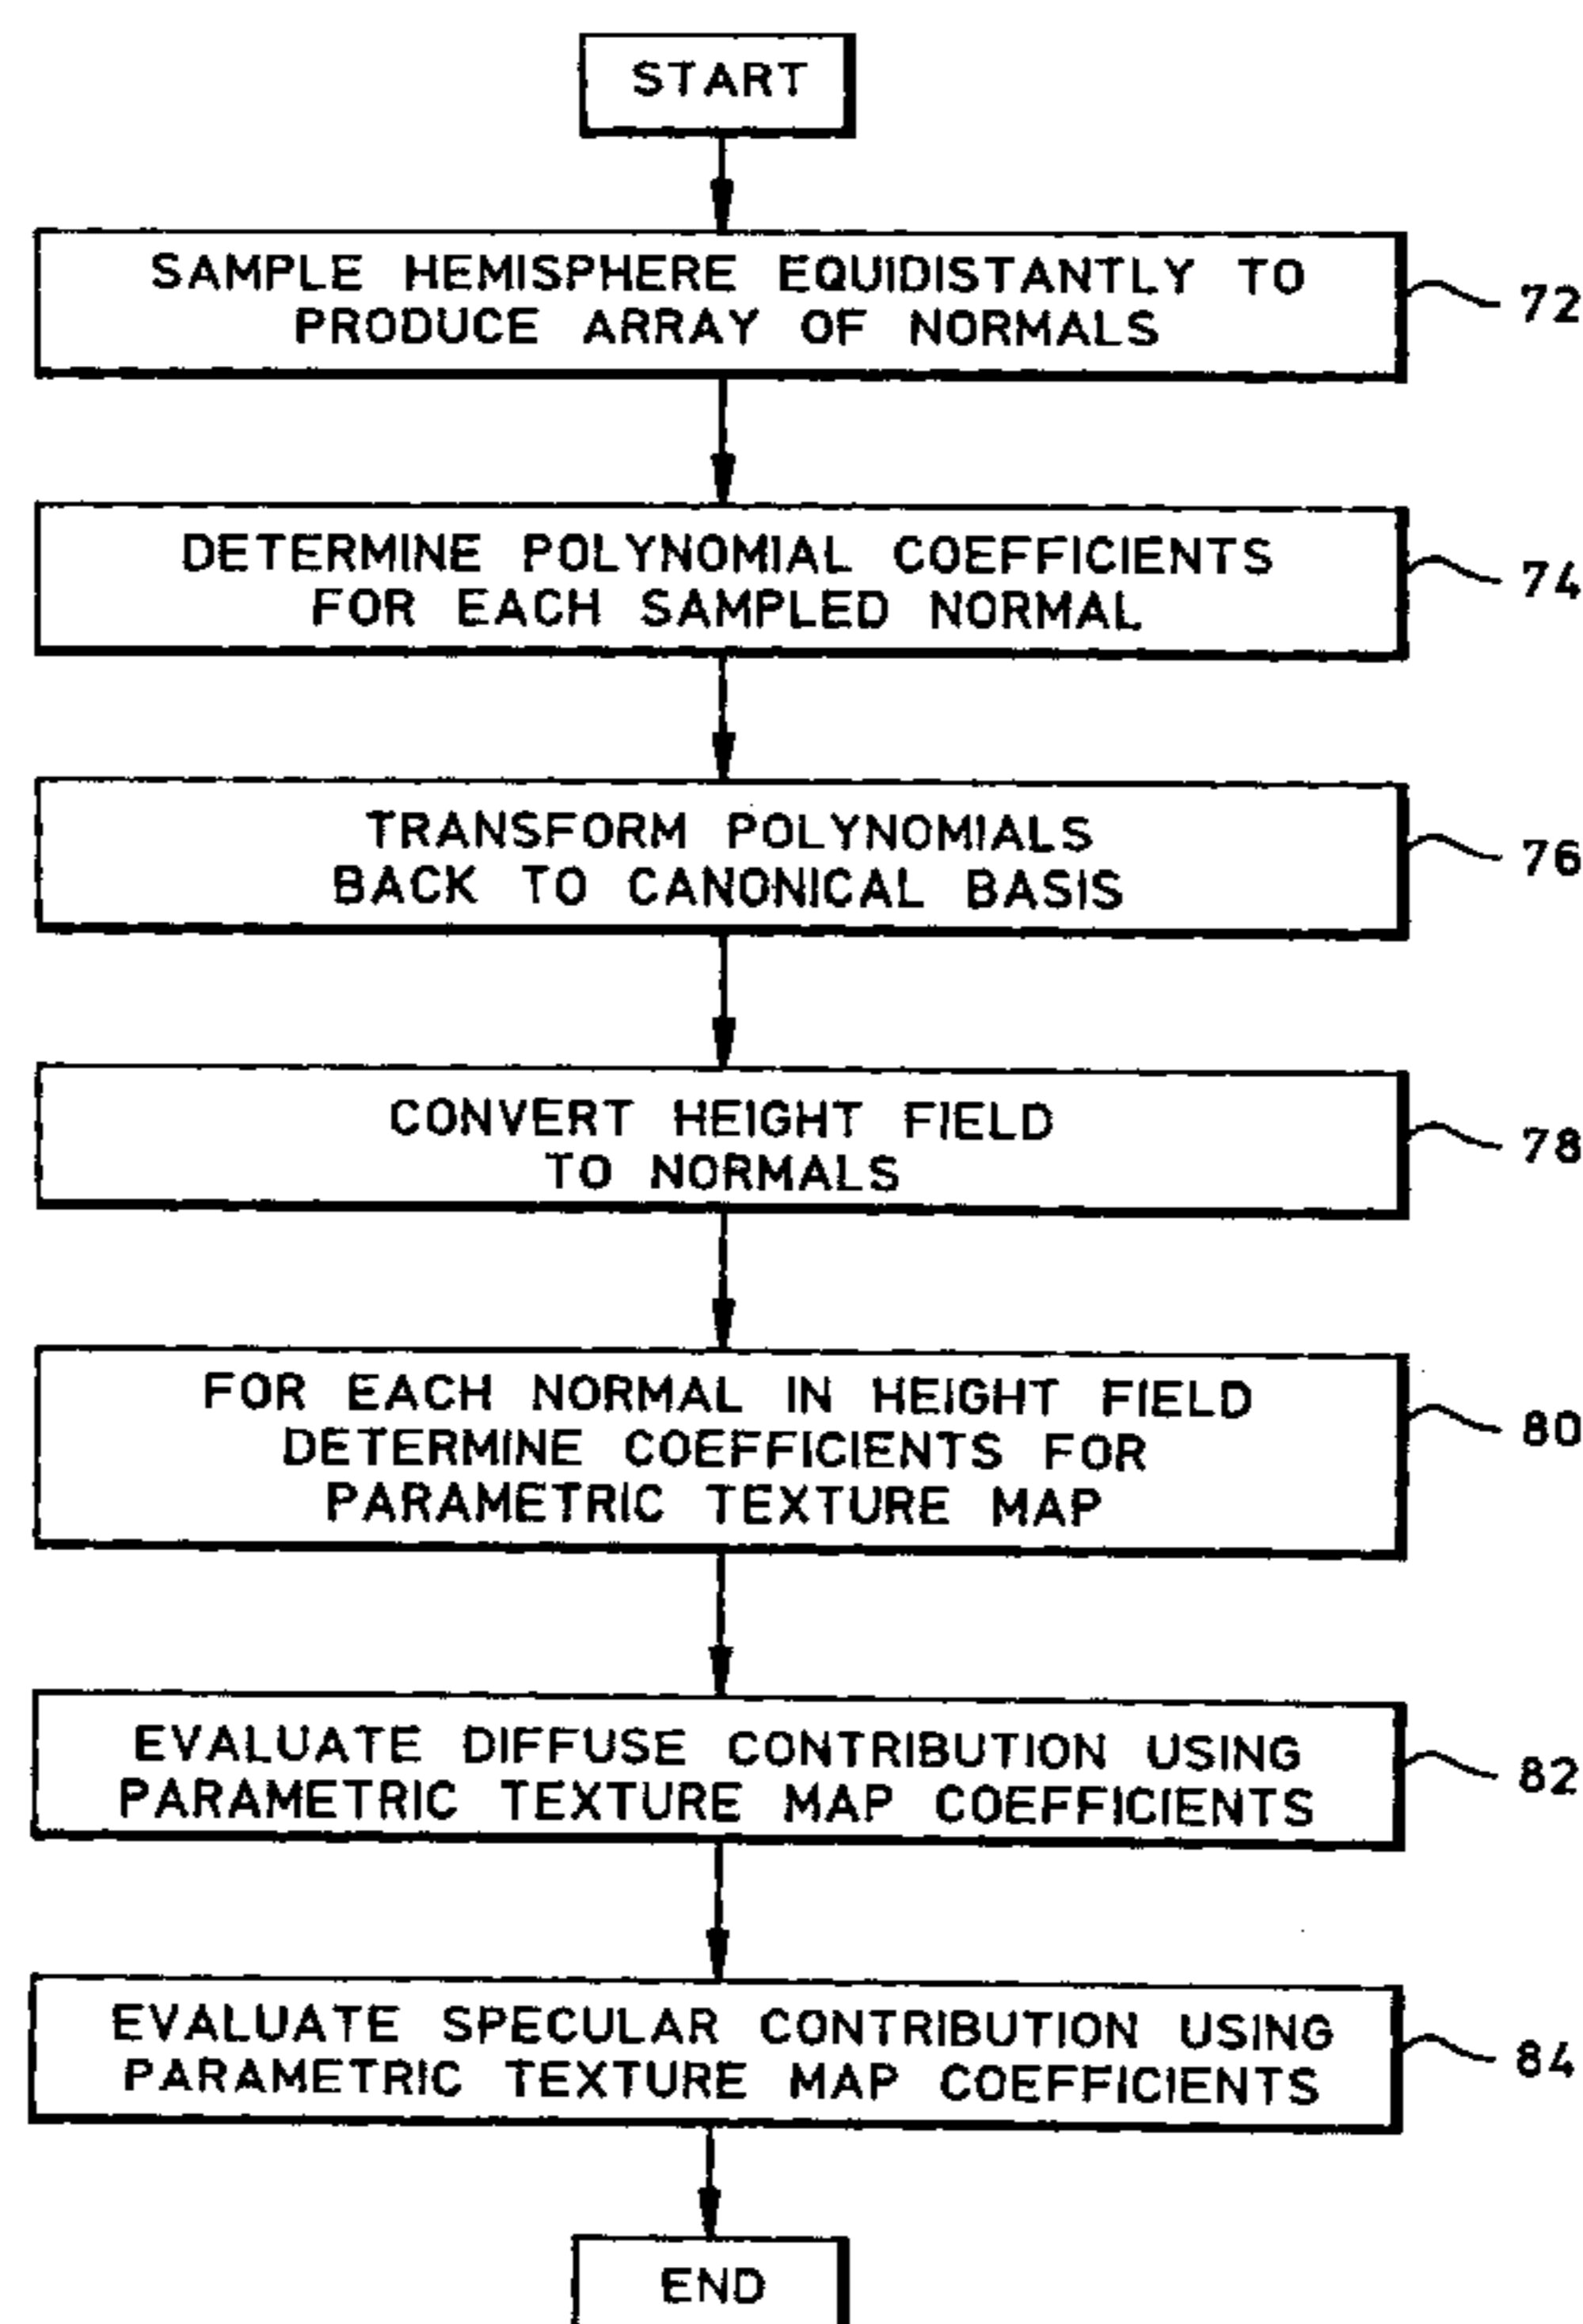 START
SAMPLE HEMISPHERE EQUIDISTANTLY TO
PRODUCE ARRAY OF NORMALS
72
DETERMINE POLYNOMIAL COEFFICIENTS
FOR EACH SAMPLED NORMAL
74
TRANSFORM POLYNOMIALS
BACK TO CANONICAL BASIS
76
CONVERT HEIGHT FIELD
TO NORMALS
78
FOR EACH NORMAL IN HEIGHT FIELD
DETERMINE COEFFICIENTS FOR
PARAMETRIC TEXTURE MAP
80
EVALUATE DIFFUSE CONTRIBUTION USING
PARAMETRIC TEXTURE MAP COEFFICIENTS
82
EVALUATE SPECULAR CONTRIBUTION USING
PARAMETRIC TEXTURE MAP COEFFICIENTS
84
END